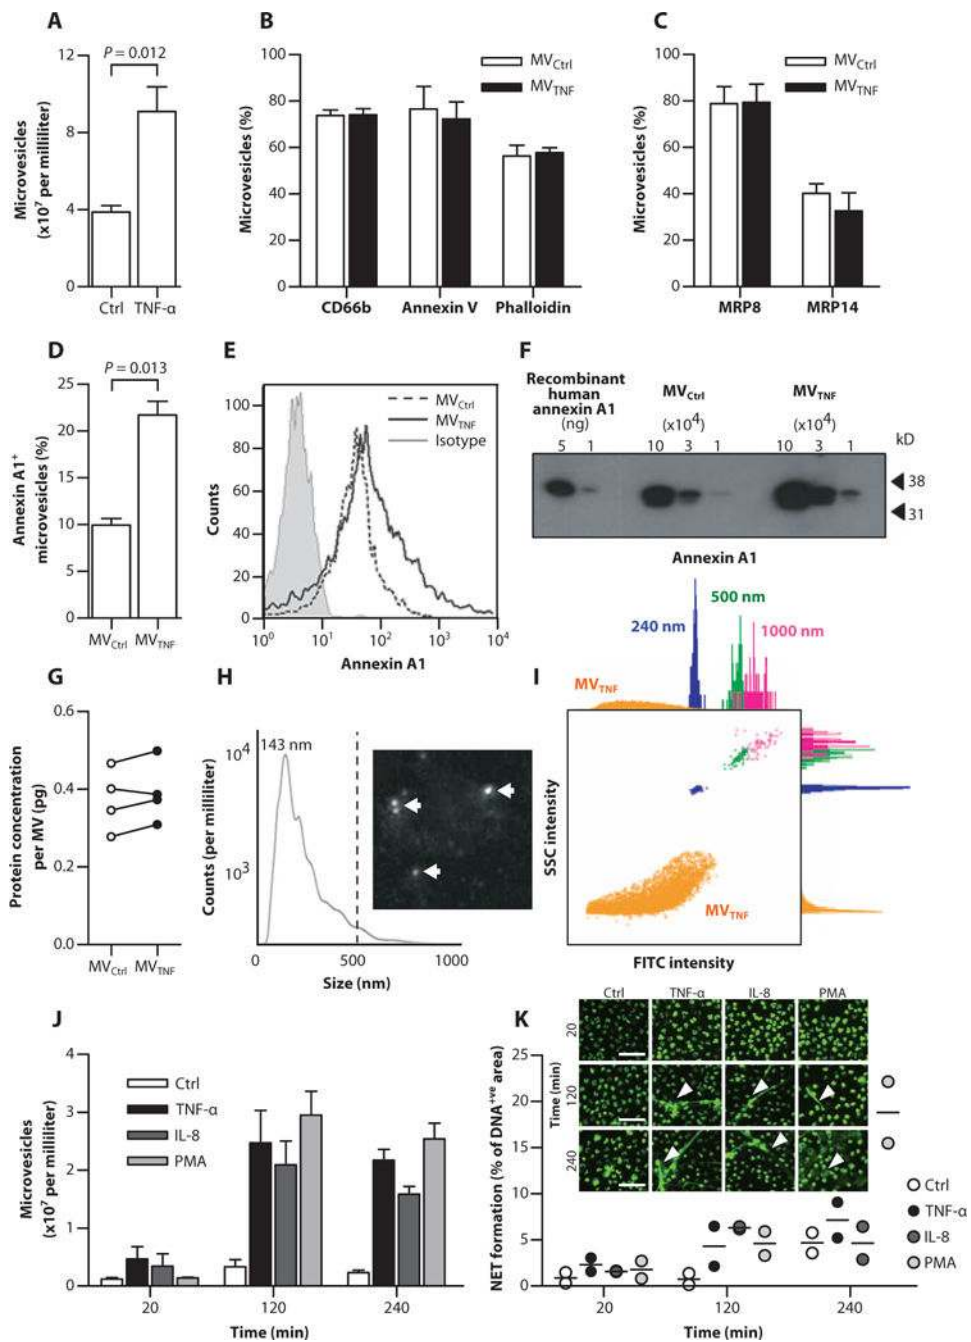 A
P = 0.012
12
9
6
4
0
Microvesicles
(x10⁷ per milliliter)
Ctrl TNF-α
B
MVCtrl
MVTNF
100
80
60
40
20
0
Microvesicles (%)
CD66b Annexin V Phalloidin
C
MVCtrl
MVTNF
100
80
60
40
20
0
Microvesicles (%)
MRP8 MRP14
D
P = 0.013
25
20
15
10
5
0
Annexin A1⁺
microvesicles (%)
MVCtrl MVTNF
E
MVCtrl
MVTNF
Isotype
100
80
60
40
20
0
Counts
10⁰ 10¹ 10² 10³ 10⁴
Annexin A1
F
Recombinant
human
annexin A1
(ng)
5 1
MVCtrl
(x10⁴)
10 3 1
MVTNF
(x10⁴)
10 3 1
kD
38
31
Annexin A1
G
0.6
0.4
0.2
0.0
Protein concentration
per MV (pg)
MVCtrl MVTNF
H
143 nm
10⁴
10³
Counts (per milliliter)
0 500 1000
Size (nm)
I
240 nm
500 nm
1000 nm
MVTNF
MVTNF
SSC intensity
FITC intensity
J
Ctrl
TNF-α
IL-8
PMA
4
3
2
1
0
Microvesicles
(x10⁷ per milliliter)
20 120 240
Time (min)
K
Ctrl TNF-α IL-8 PMA
20
120
240
Time (min)
25
20
15
10
5
0
NET formation (% of DNA⁺ᵛᵉ area)
Ctrl
TNF-α
IL-8
PMA
20 120 240
Time (min)